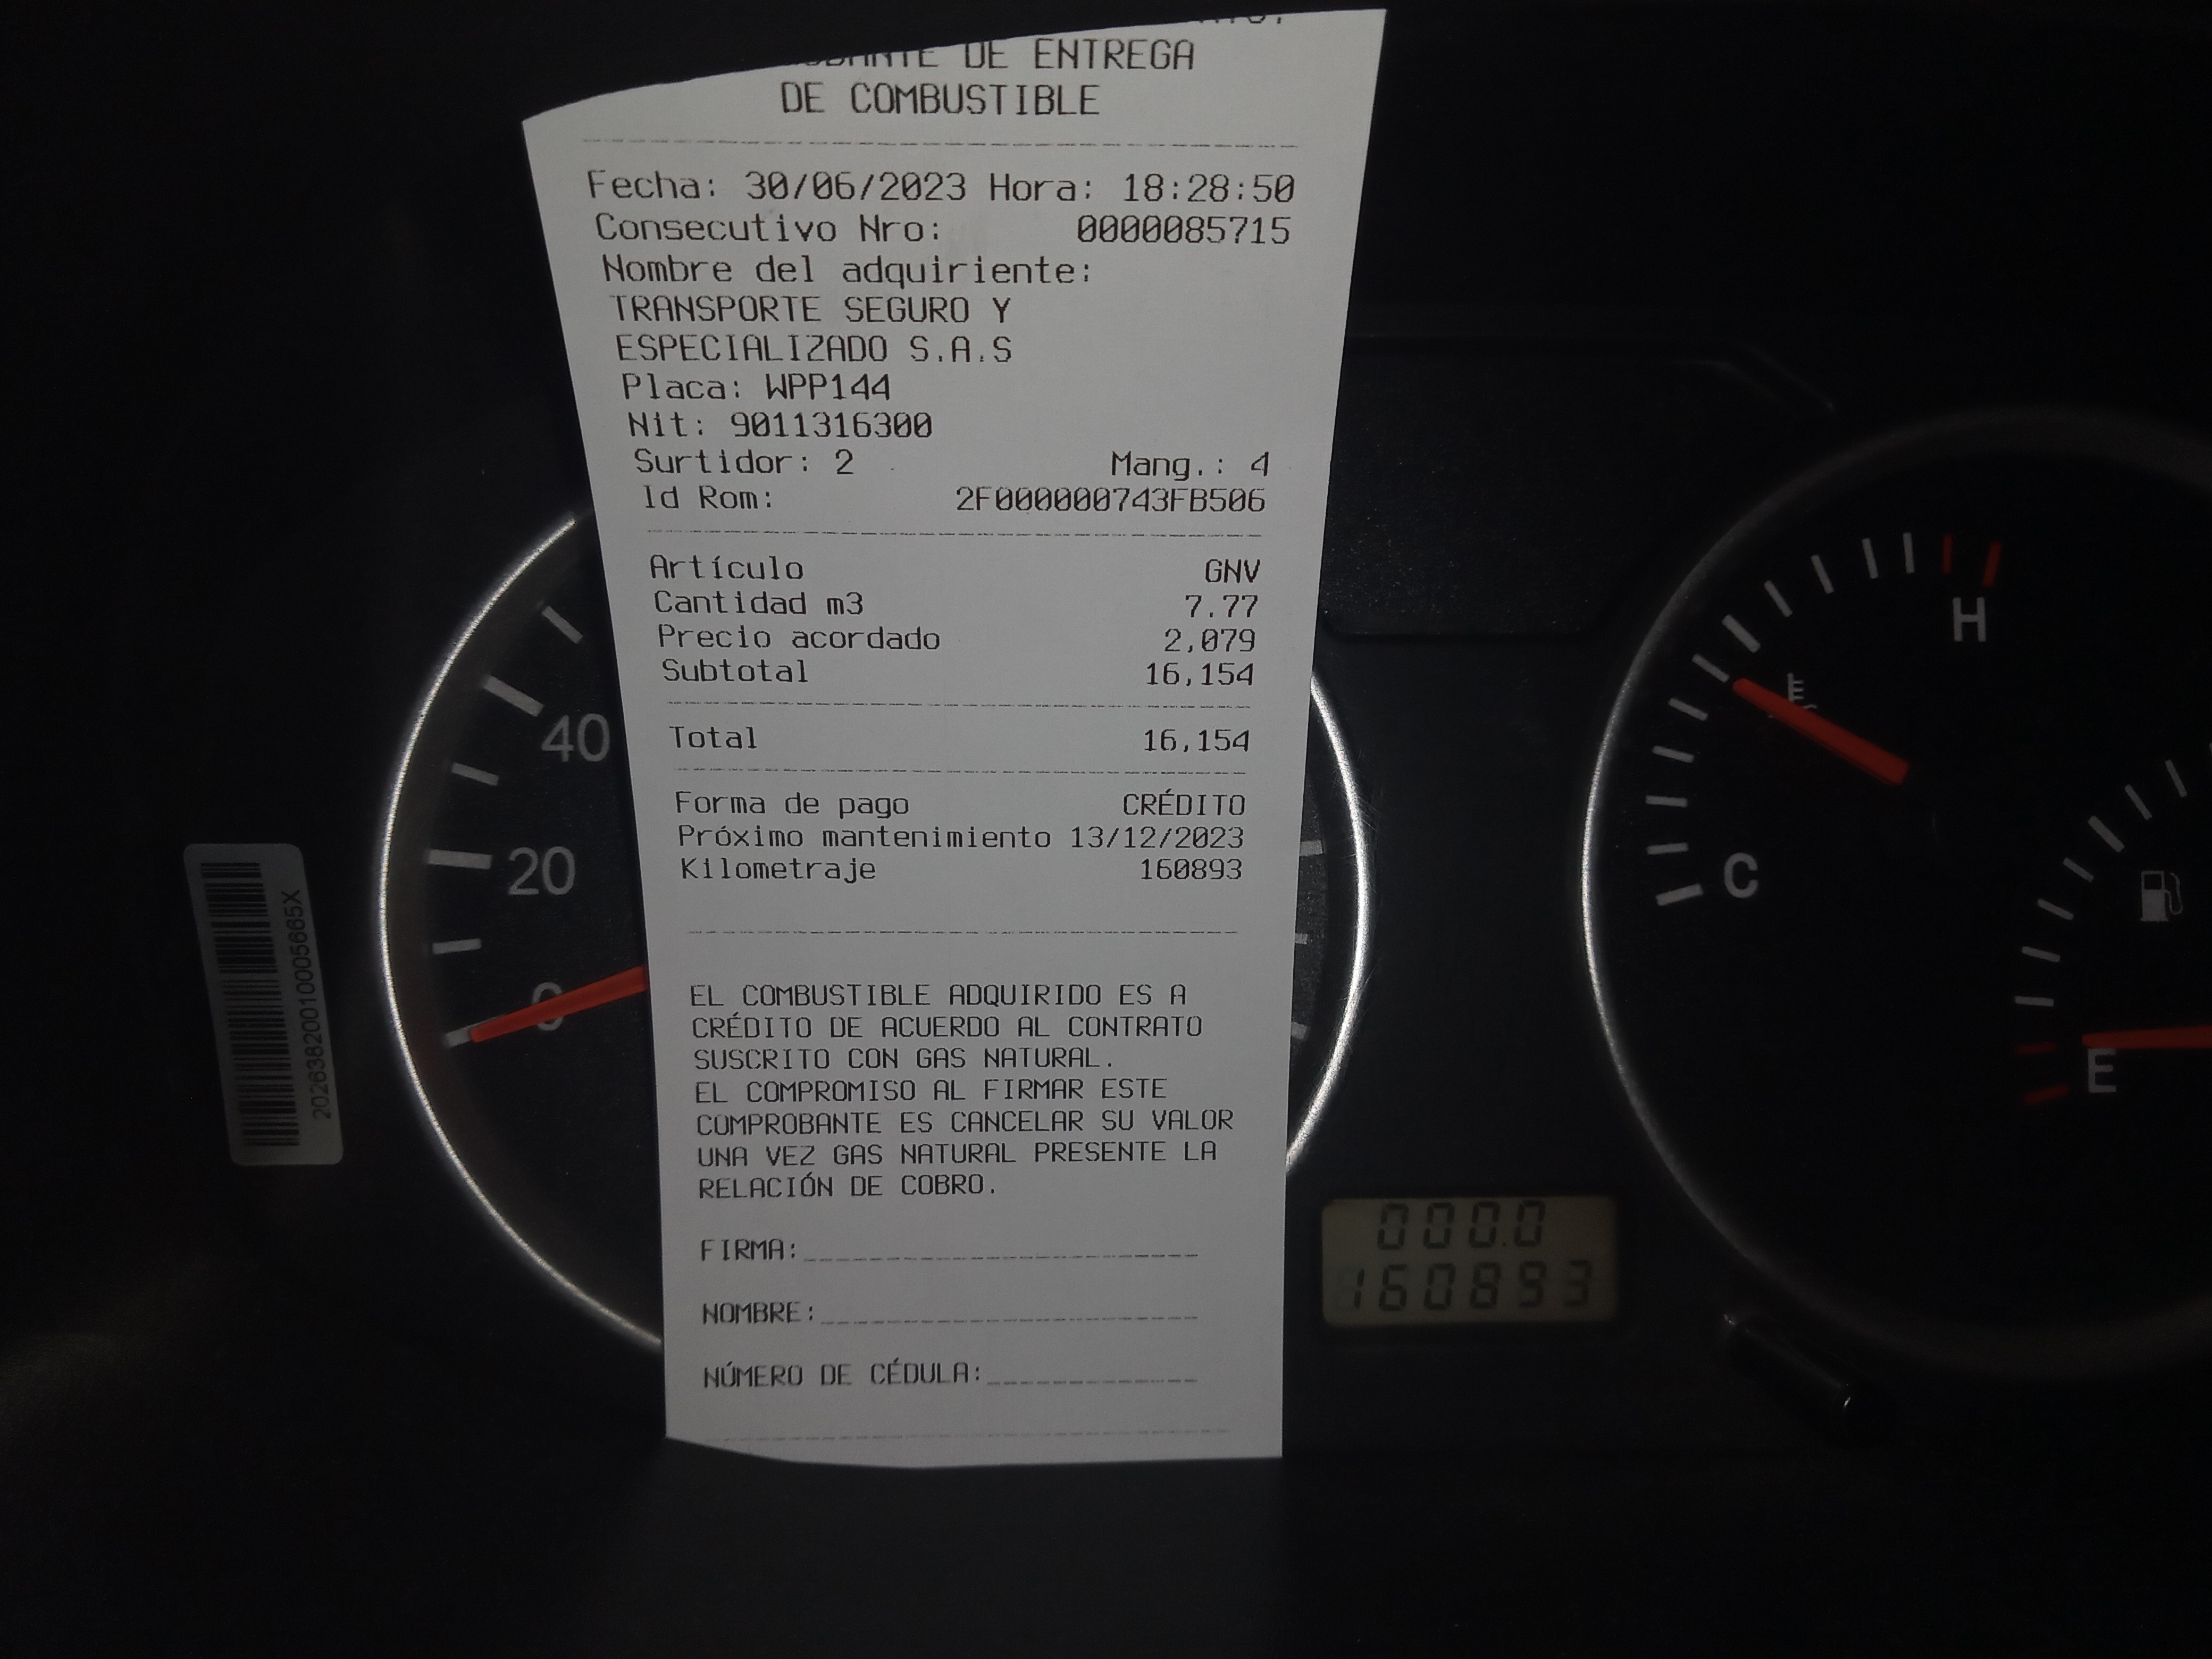 DE ENTREGA
DE COMBUSTIBLE
Fecha: 30/06/2023 Hora: 18:28:50
Consecutivo Nro: 0000085715
Nombre del adquiriente:
TRANSPORTE SEGURO Y
ESPECIALIZADO S.A.S
Placa: WPP144
Nit: 9011316300
Surtidor: 2 Mang.: 4
Id Rom: 2F000000743FB506
Artículo GNV
Cantidad m3 7.77
Precio acordado 2,079
Subtotal 16,154
Total 16,154
Forma de pago CRÉDITO
Próximo mantenimiento 13/12/2023
Kilometraje 160893
EL COMBUSTIBLE ADQUIRIDO ES A
CRÉDITO DE ACUERDO AL CONTRATO
SUSCRITO CON GAS NATURAL.
EL COMPROMISO AL FIRMAR ESTE
COMPROBANTE ES CANCELAR SU VALOR
UNA VEZ GAS NATURAL PRESENTE LA
RELACIÓN DE COBRO.
FIRMA:
NOMBRE:
NÚMERO DE CÉDULA:
40
20
0
H
C
E
000.0
160893